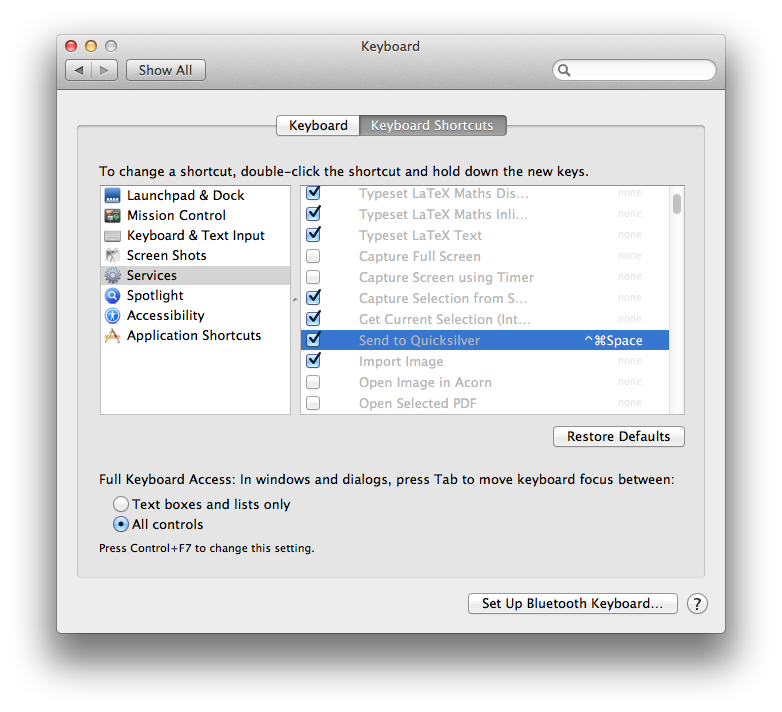 Keyboard
Show All
Keyboard Keyboard Shortcuts
To change a shortcut, double-click the shortcut and hold down the new keys.
Launchpad & Dock
Mission Control
Keyboard & Text Input
Screen Shots
Services
Spotlight
Accessibility
Application Shortcuts
Typeset LaTeX Maths Dis... none
Typeset LaTeX Maths Inli... none
Typeset LaTeX Text none
Capture Full Screen none
Capture Screen using Timer none
Capture Selection from S... none
Get Current Selection (Int... none
Send to Quicksilver ^⌘Space
Import Image none
Open Image in Acorn none
Open Selected PDF none
Restore Defaults
Full Keyboard Access: In windows and dialogs, press Tab to move keyboard focus between:
Text boxes and lists only
All controls
Press Control+F7 to change this setting.
Set Up Bluetooth Keyboard... ?